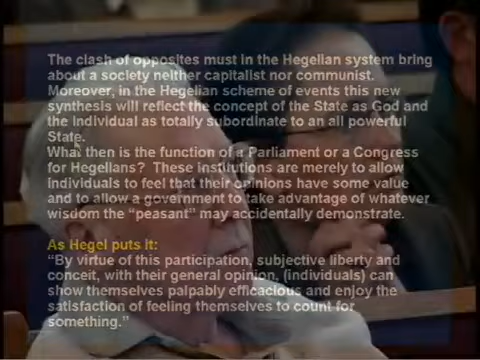 The clash of opposites must in the Hegelian system bring
about a society neither capitalist nor communist.
Moreover, in the Hegelian scheme of events this new
synthesis will reflect the concept of the State as God and
the individual as totally subordinate to an all powerful
State.
What then is the function of a Parliament or a Congress
for Hegelians? These institutions are merely to allow
individuals to feel that their opinions have some value
and to allow a government to take advantage of whatever
wisdom the "peasant" may accidentally demonstrate.
As Hegel puts it:
"By virtue of this participation, subjective liberty and
conceit, with their general opinion, (individuals) can
show themselves palpably efficacious and enjoy the
satisfaction of feeling themselves to count for
something."